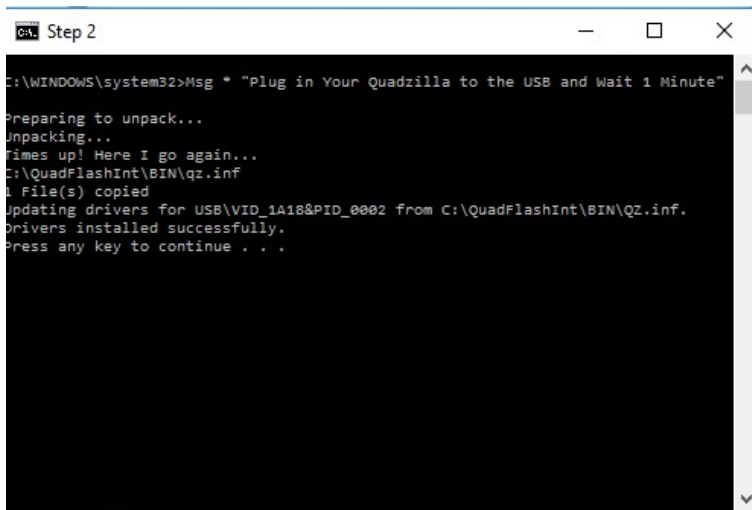 Step 2
C:\WINDOWS\system32>Msg * "Plug in Your Quadzilla to the USB and Wait 1 Minute"
Preparing to unpack...
Unpacking...
Times up! Here I go again...
C:\QuadFlashInt\BIN\qz.inf
1 File(s) copied
Updating drivers for USB\VID_1A18&PID_0002 from C:\QuadFlashInt\BIN\QZ.inf.
Drivers installed successfully.
Press any key to continue . . .